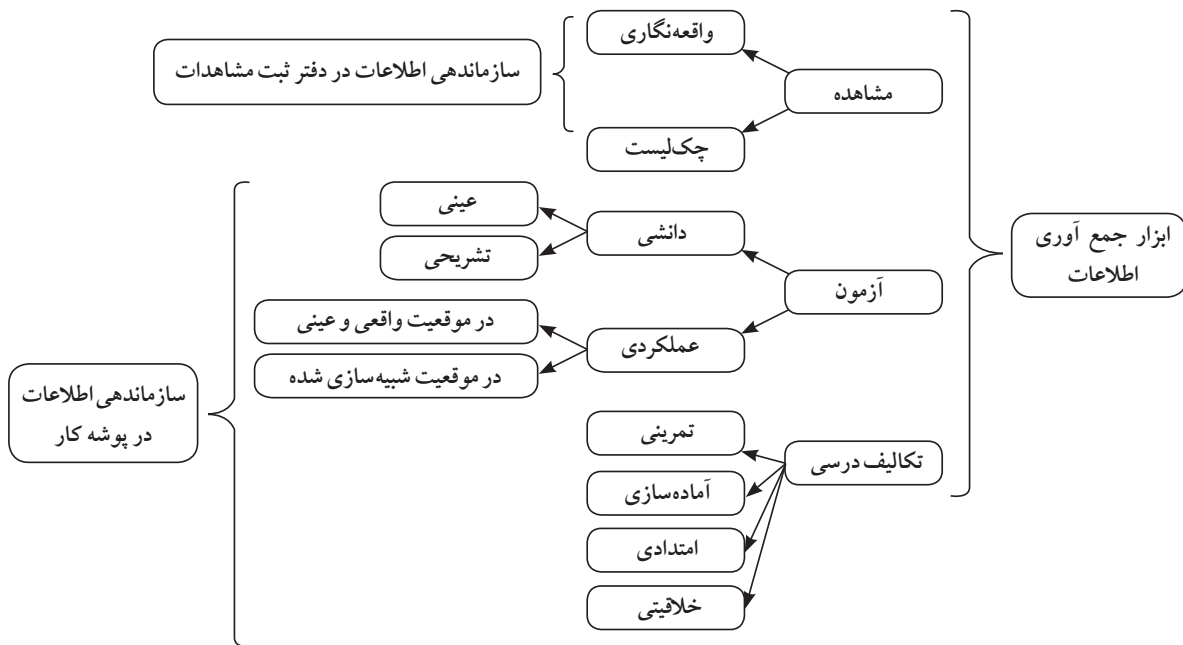 ابزار جمع آوری
اطلاعات
مشاهده
واقعه‌نگاری
چک‌لیست
سازماندهی اطلاعات در دفتر ثبت مشاهدات
آزمون
دانشی
عینی
تشریحی
عملکردی
در موقعیت واقعی و عینی
در موقعیت شبیه‌سازی شده
تکالیف درسی
تمرینی
آماده‌سازی
امتدادی
خلاقیتی
سازماندهی اطلاعات
در پوشه کار